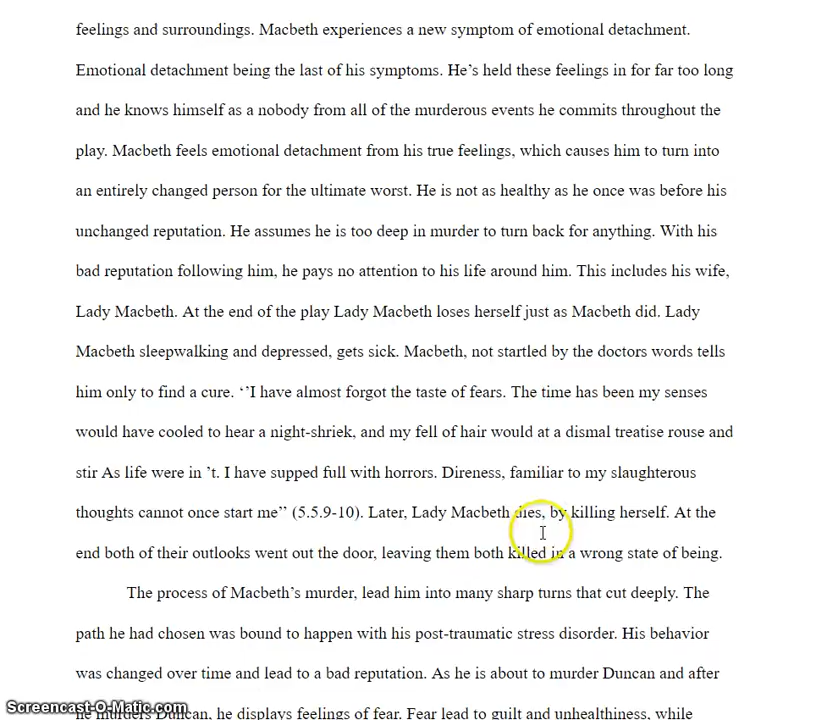 feelings and surroundings. Macbeth experiences a new symptom of emotional detachment.
Emotional detachment being the last of his symptoms. He’s held these feelings in for far too long
and he knows himself as a nobody from all of the murderous events he commits throughout the
play. Macbeth feels emotional detachment from his true feelings, which causes him to turn into
an entirely changed person for the ultimate worst. He is not as healthy as he once was before his
unchanged reputation. He assumes he is too deep in murder to turn back for anything. With his
bad reputation following him, he pays no attention to his life around him. This includes his wife,
Lady Macbeth. At the end of the play Lady Macbeth loses herself just as Macbeth did. Lady
Macbeth sleepwalking and depressed, gets sick. Macbeth, not startled by the doctors words tells
him only to find a cure. ‘’I have almost forgot the taste of fears. The time has been my senses
would have cooled to hear a night-shriek, and my fell of hair would at a dismal treatise rouse and
stir As life were in ’t. I have supped full with horrors. Direness, familiar to my slaughterous
thoughts cannot once start me’’ (5.5.9-10). Later, Lady Macbeth dies, by killing herself. At the
end both of their outlooks went out the door, leaving them both killed in a wrong state of being.
The process of Macbeth’s murder, lead him into many sharp turns that cut deeply. The
path he had chosen was bound to happen with his post-traumatic stress disorder. His behavior
was changed over time and lead to a bad reputation. As he is about to murder Duncan and after
he murders Duncan, he displays feelings of fear. Fear lead to guilt and unhealthiness, while
Screencast-O-Matic.com